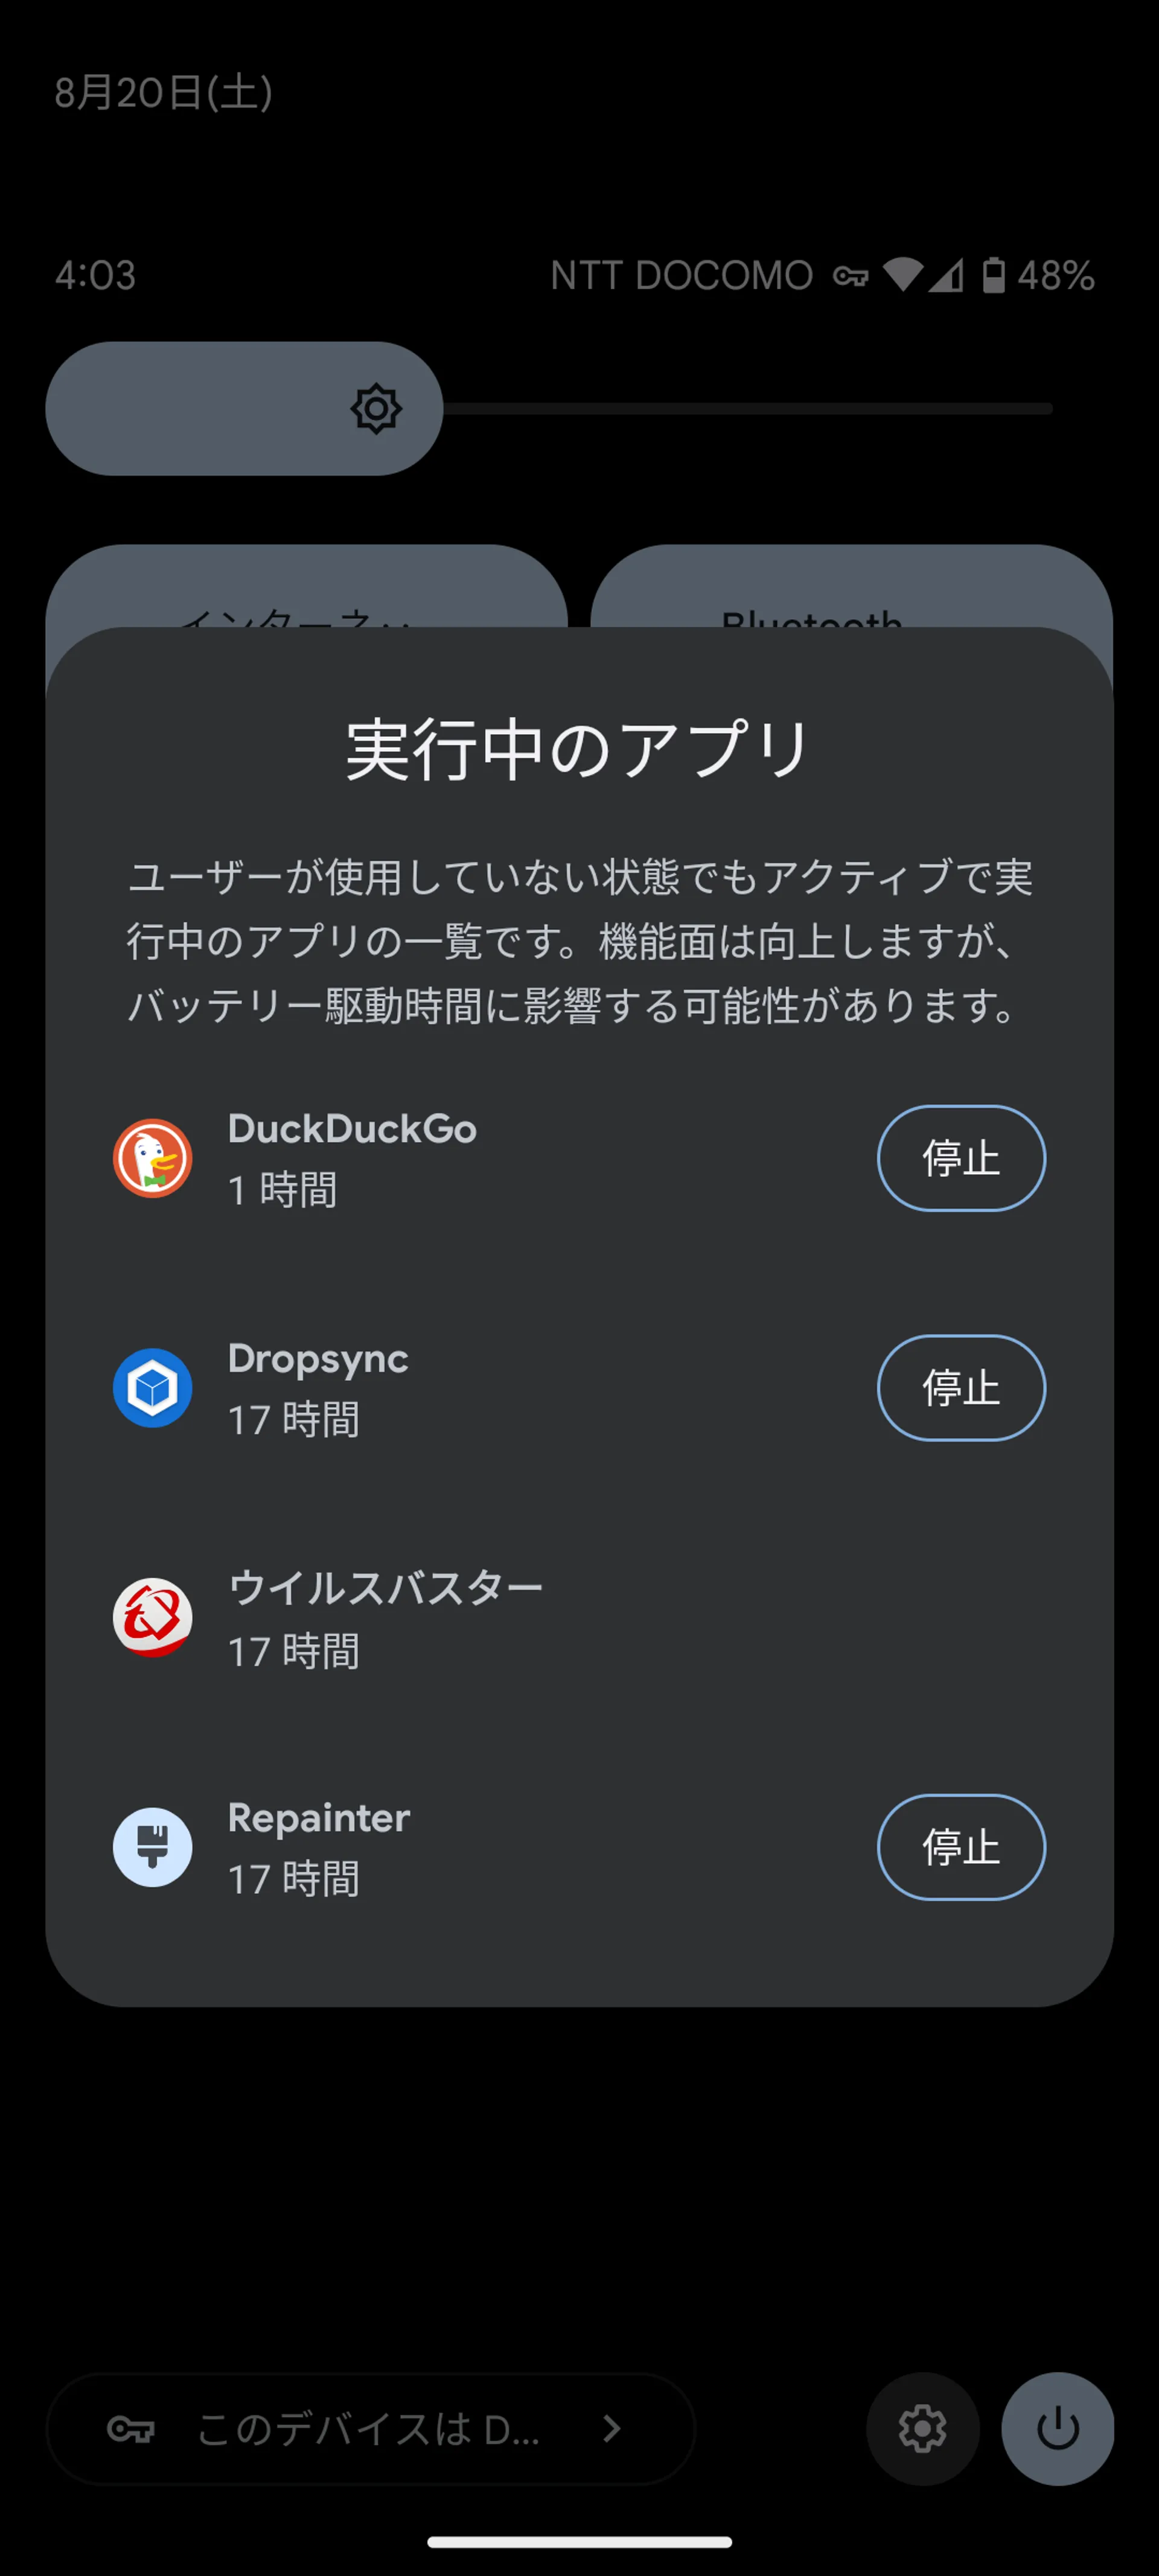 8月20日(土)
4:03
NTT DOCOMO
48%
インターネ..
Bluetooth
実行中のアプリ
ユーザーが使用していない状態でもアクティブで実
行中のアプリの一覧です。機能面は向上しますが、
バッテリー駆動時間に影響する可能性があります。
DuckDuckGo
1 時間
停止
Dropsync
17 時間
停止
ウイルスバスター
17 時間
Repainter
17 時間
停止
このデバイスは D...